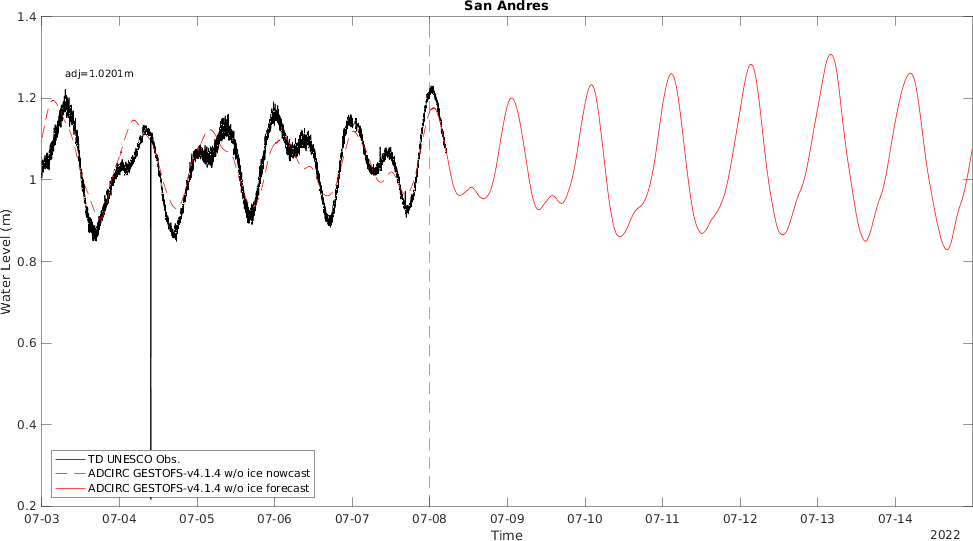 San Andres
1.4
adj=1.0201m
1.2
1
0.8
0.6
0.4
0.2
Water Level (m)
TD UNESCO Obs.
ADCIRC GESTOFS-v4.1.4 w/o ice nowcast
ADCIRC GESTOFS-v4.1.4 w/o ice forecast
07-03 07-04 07-05 07-06 07-07 07-08 07-09 07-10 07-11 07-12 07-13 07-14
Time
2022